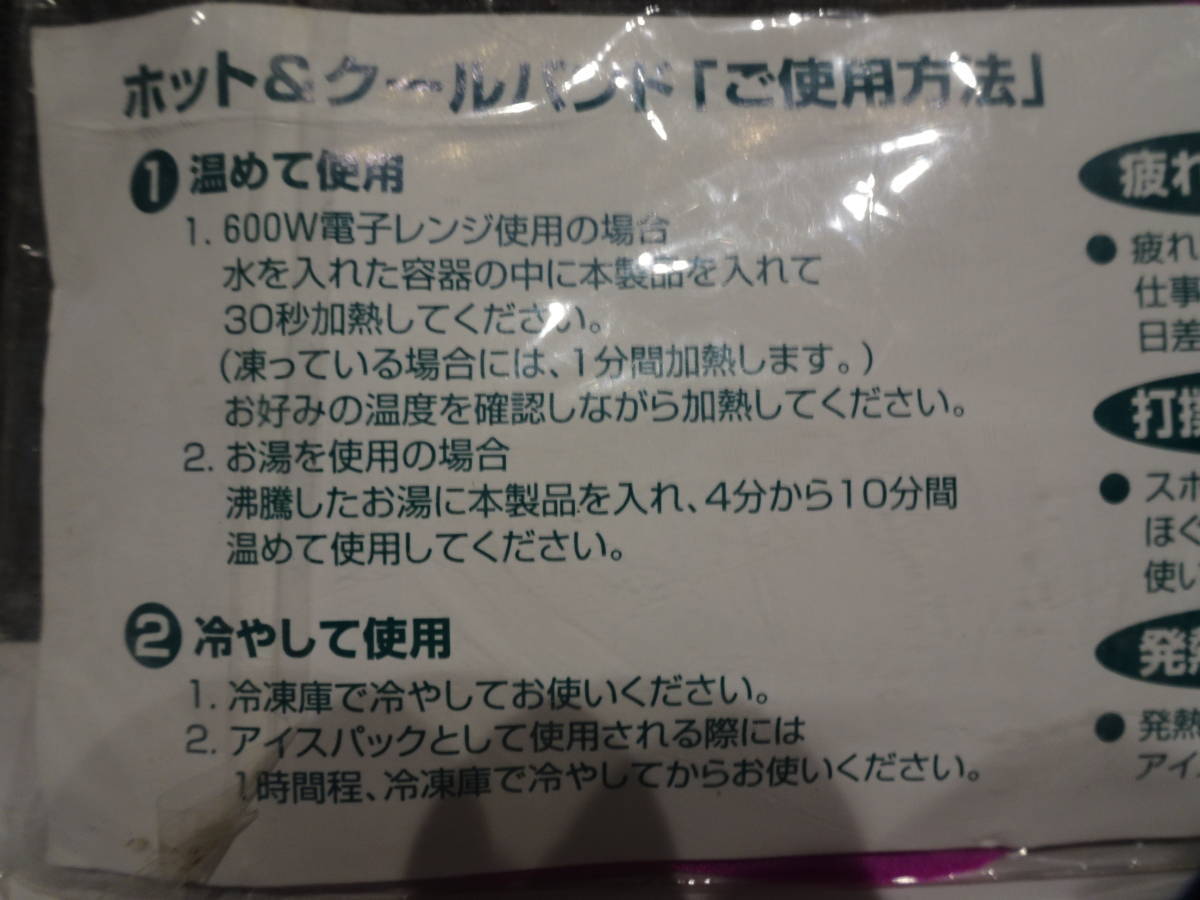 ホット&クールバンド「ご使用方法」
1 温めて使用
1. 600W電子レンジ使用の場合
水を入れた容器の中に本製品を入れて
30秒加熱してください。
(凍っている場合には、1分間加熱します。)
お好みの温度を確認しながら加熱してください。
2. お湯を使用の場合
沸騰したお湯に本製品を入れ、4分から10分間
温めて使用してください。
2 冷やして使用
1. 冷凍庫で冷やしてお使いください。
2. アイスパックとして使用される際には
1時間程、冷凍庫で冷やしてからお使いください。
疲れ
● 疲れ
仕事
日差
打撲
● スポ
ほぐ
使い
発熱
● 発熱
アイ